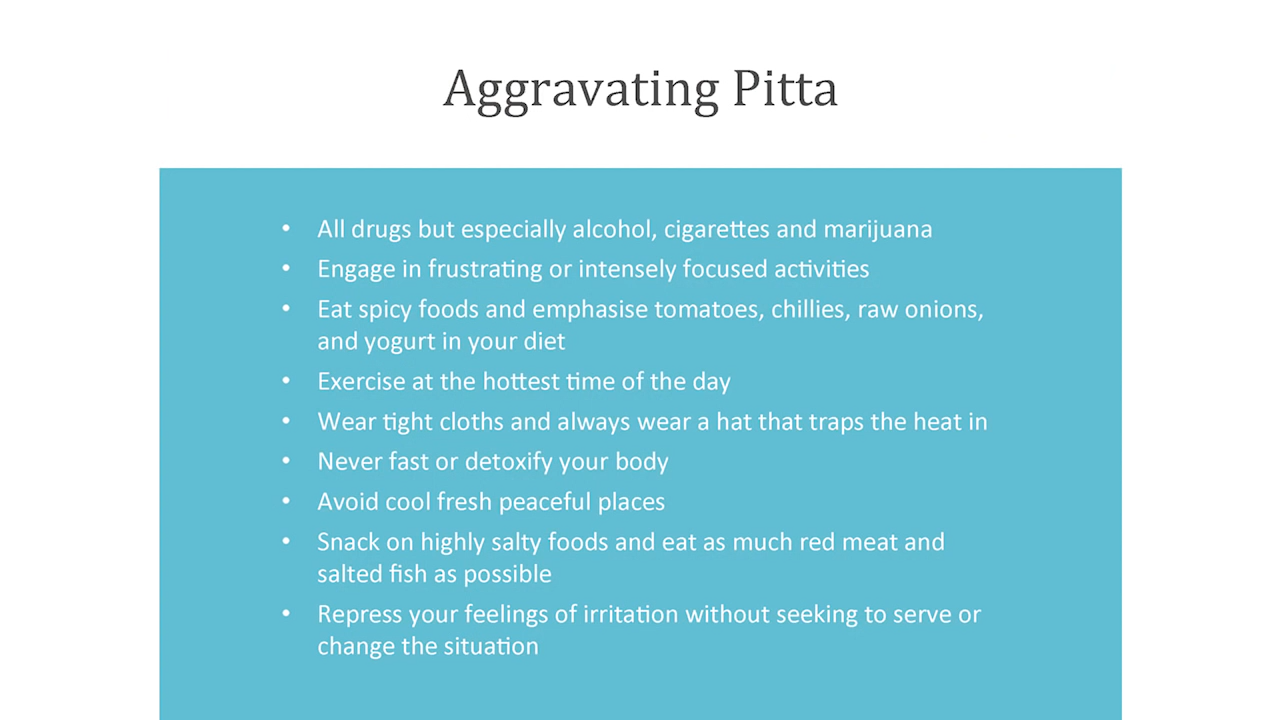 Aggravating Pitta
• All drugs but especially alcohol, cigarettes and marijuana
• Engage in frustrating or intensely focused activities
• Eat spicy foods and emphasise tomatoes, chillies, raw onions,
and yogurt in your diet
• Exercise at the hottest time of the day
• Wear tight cloths and always wear a hat that traps the heat in
• Never fast or detoxify your body
• Avoid cool fresh peaceful places
• Snack on highly salty foods and eat as much red meat and
salted fish as possible
• Repress your feelings of irritation without seeking to serve or
change the situation